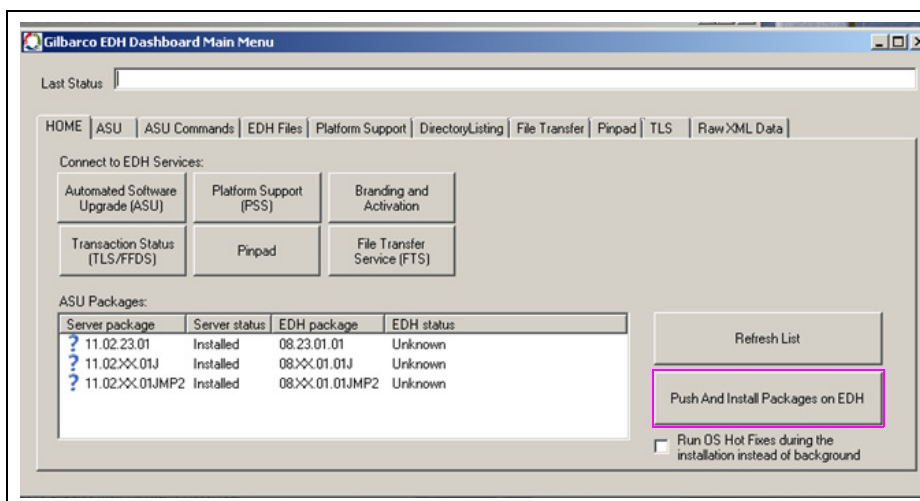 Gilbarco EDH Dashboard Main Menu
Last Status
HOME ASU ASU Commands EDH Files Platform Support DirectoryListing File Transfer Pinpad TLS Raw XML Data
Connect to EDH Services:
Automated Software Upgrade (ASU)
Platform Support (PSS)
Branding and Activation
Transaction Status (TLS/FFDS)
Pinpad
File Transfer Service (FTS)
ASU Packages:
Server package Server status EDH package EDH status
? 11.02.23.01 Installed 08.23.01.01 Unknown
? 11.02.XX.01J Installed 08.XX.01.01J Unknown
? 11.02.XX.01JMP2 Installed 08.XX.01.01JMP2 Unknown
Refresh List
Push And Install Packages on EDH
Run OS Hot Fixes during the
installation instead of background